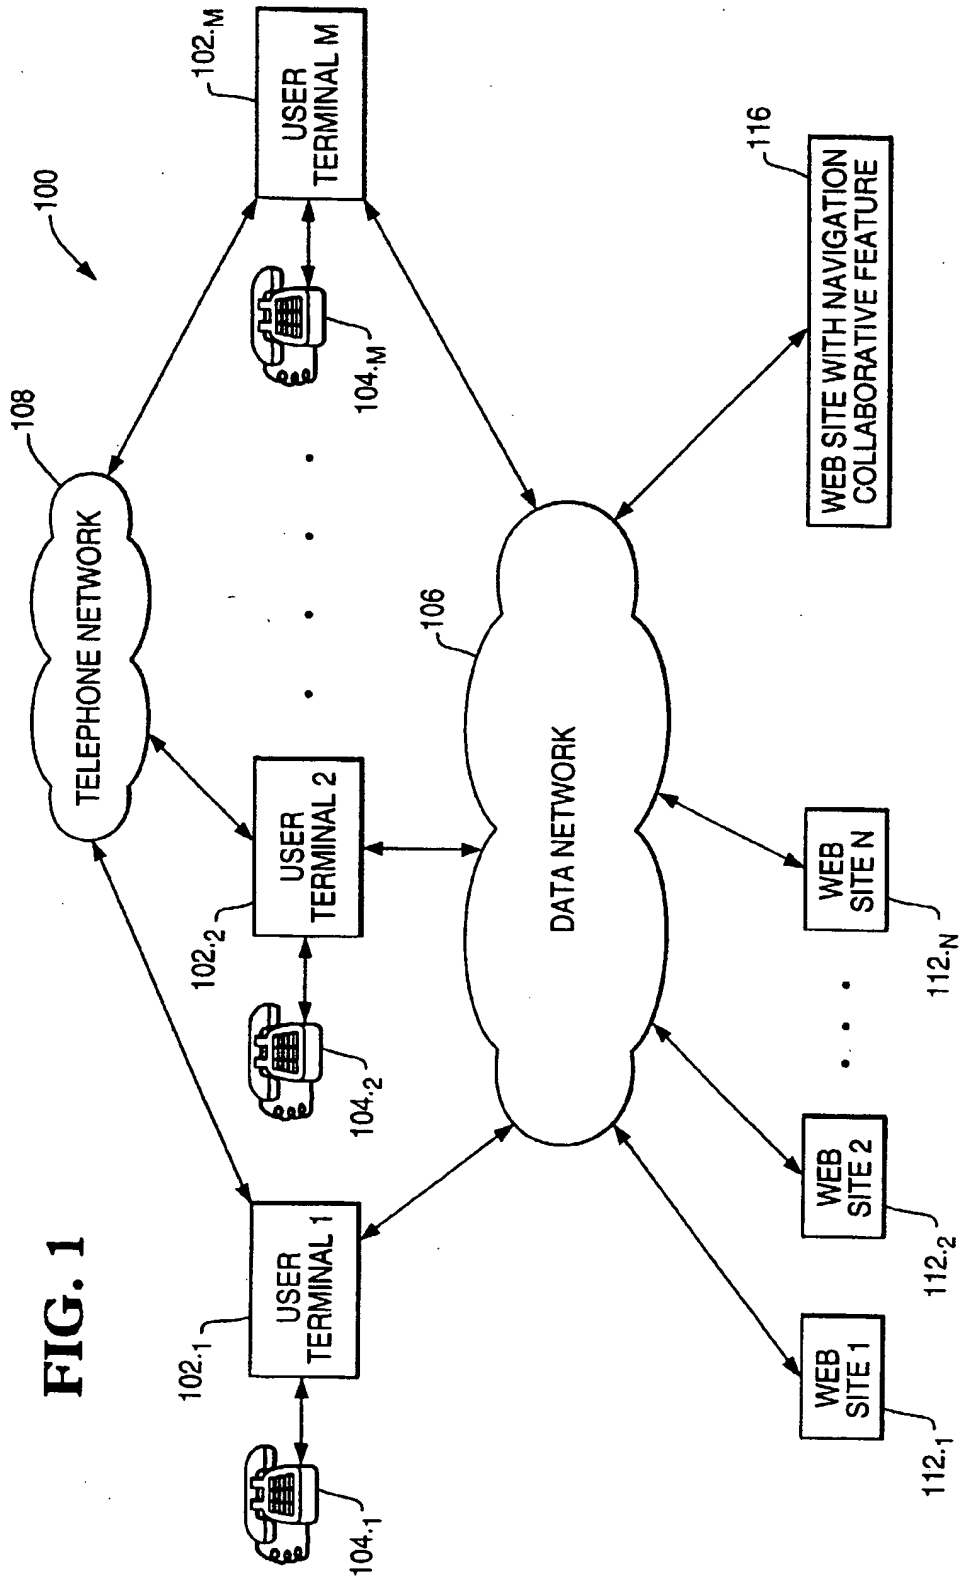 FIG. 1
100
TELEPHONE NETWORK
108
102.1
USER
TERMINAL 1
104.1
102.2
USER
TERMINAL 2
104.2
102.M
USER
TERMINAL M
104.M
106
DATA NETWORK
WEB
SITE 1
112.1
WEB
SITE 2
112.2
WEB
SITE N
112.N
116
WEB SITE WITH NAVIGATION
COLLABORATIVE FEATURE